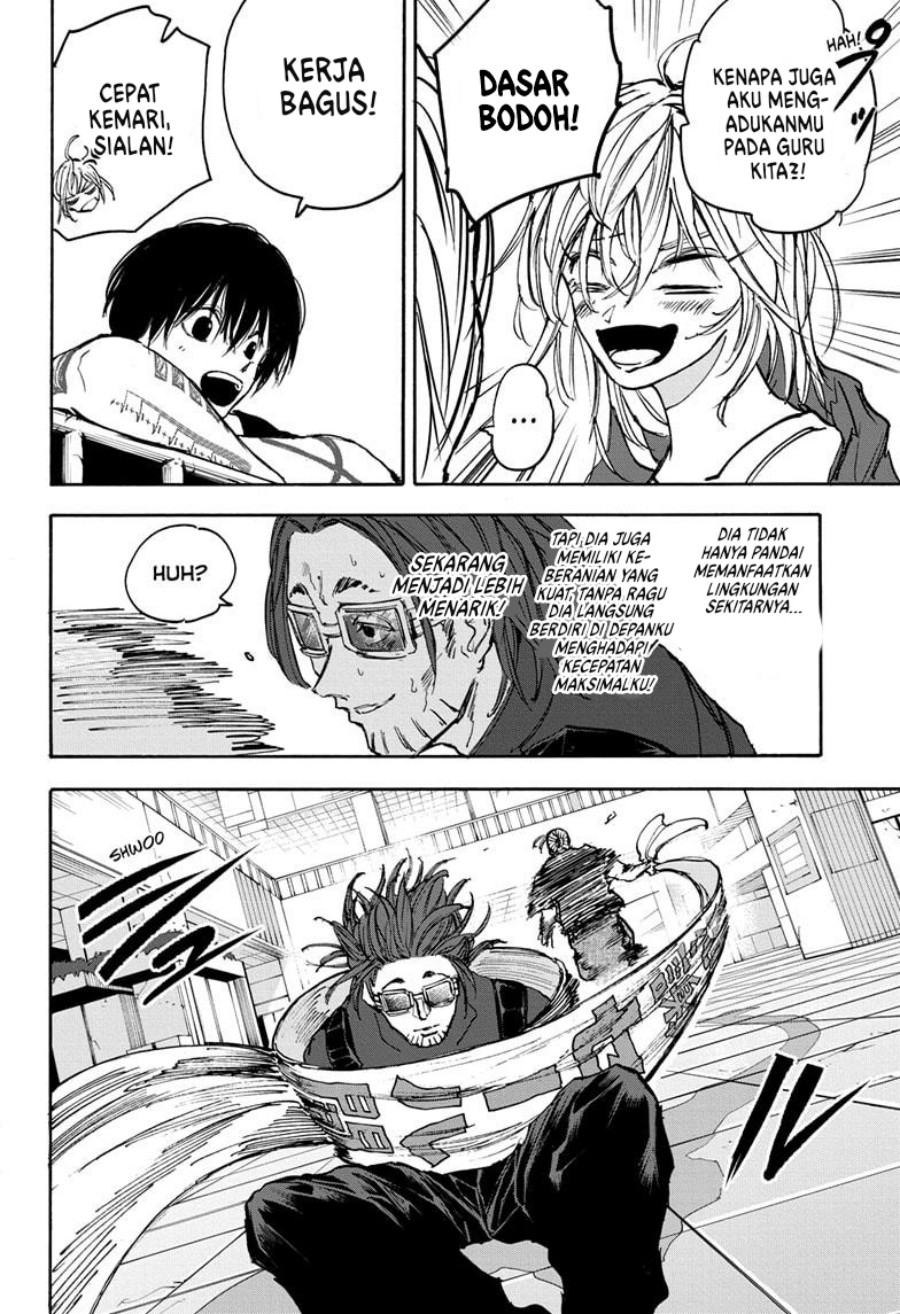 HAH!
KENAPA JUGA
AKU MENG-
ADUKANMU
PADA GURU
KITA?!
DASAR
BODOH!
...
KERJA
BAGUS!
CEPAT
KEMARI,
SIALAN!
DIA TIDAK
HANYA PANDAI
MEMANFAATKAN
LINGKUNGAN
SEKITARNYA...
TAPI DIA JUGA
MEMILIKI KE-
BERANIAN YANG
KUAT, TANPA RAGU
DIA LANGSUNG
BERDIRI DI DEPANKU
MENGHADAPI
KECEPATAN
MAKSIMALKU!
SEKARANG
MENJADI LEBIH
MENARIK!
HUH?
SHWOO